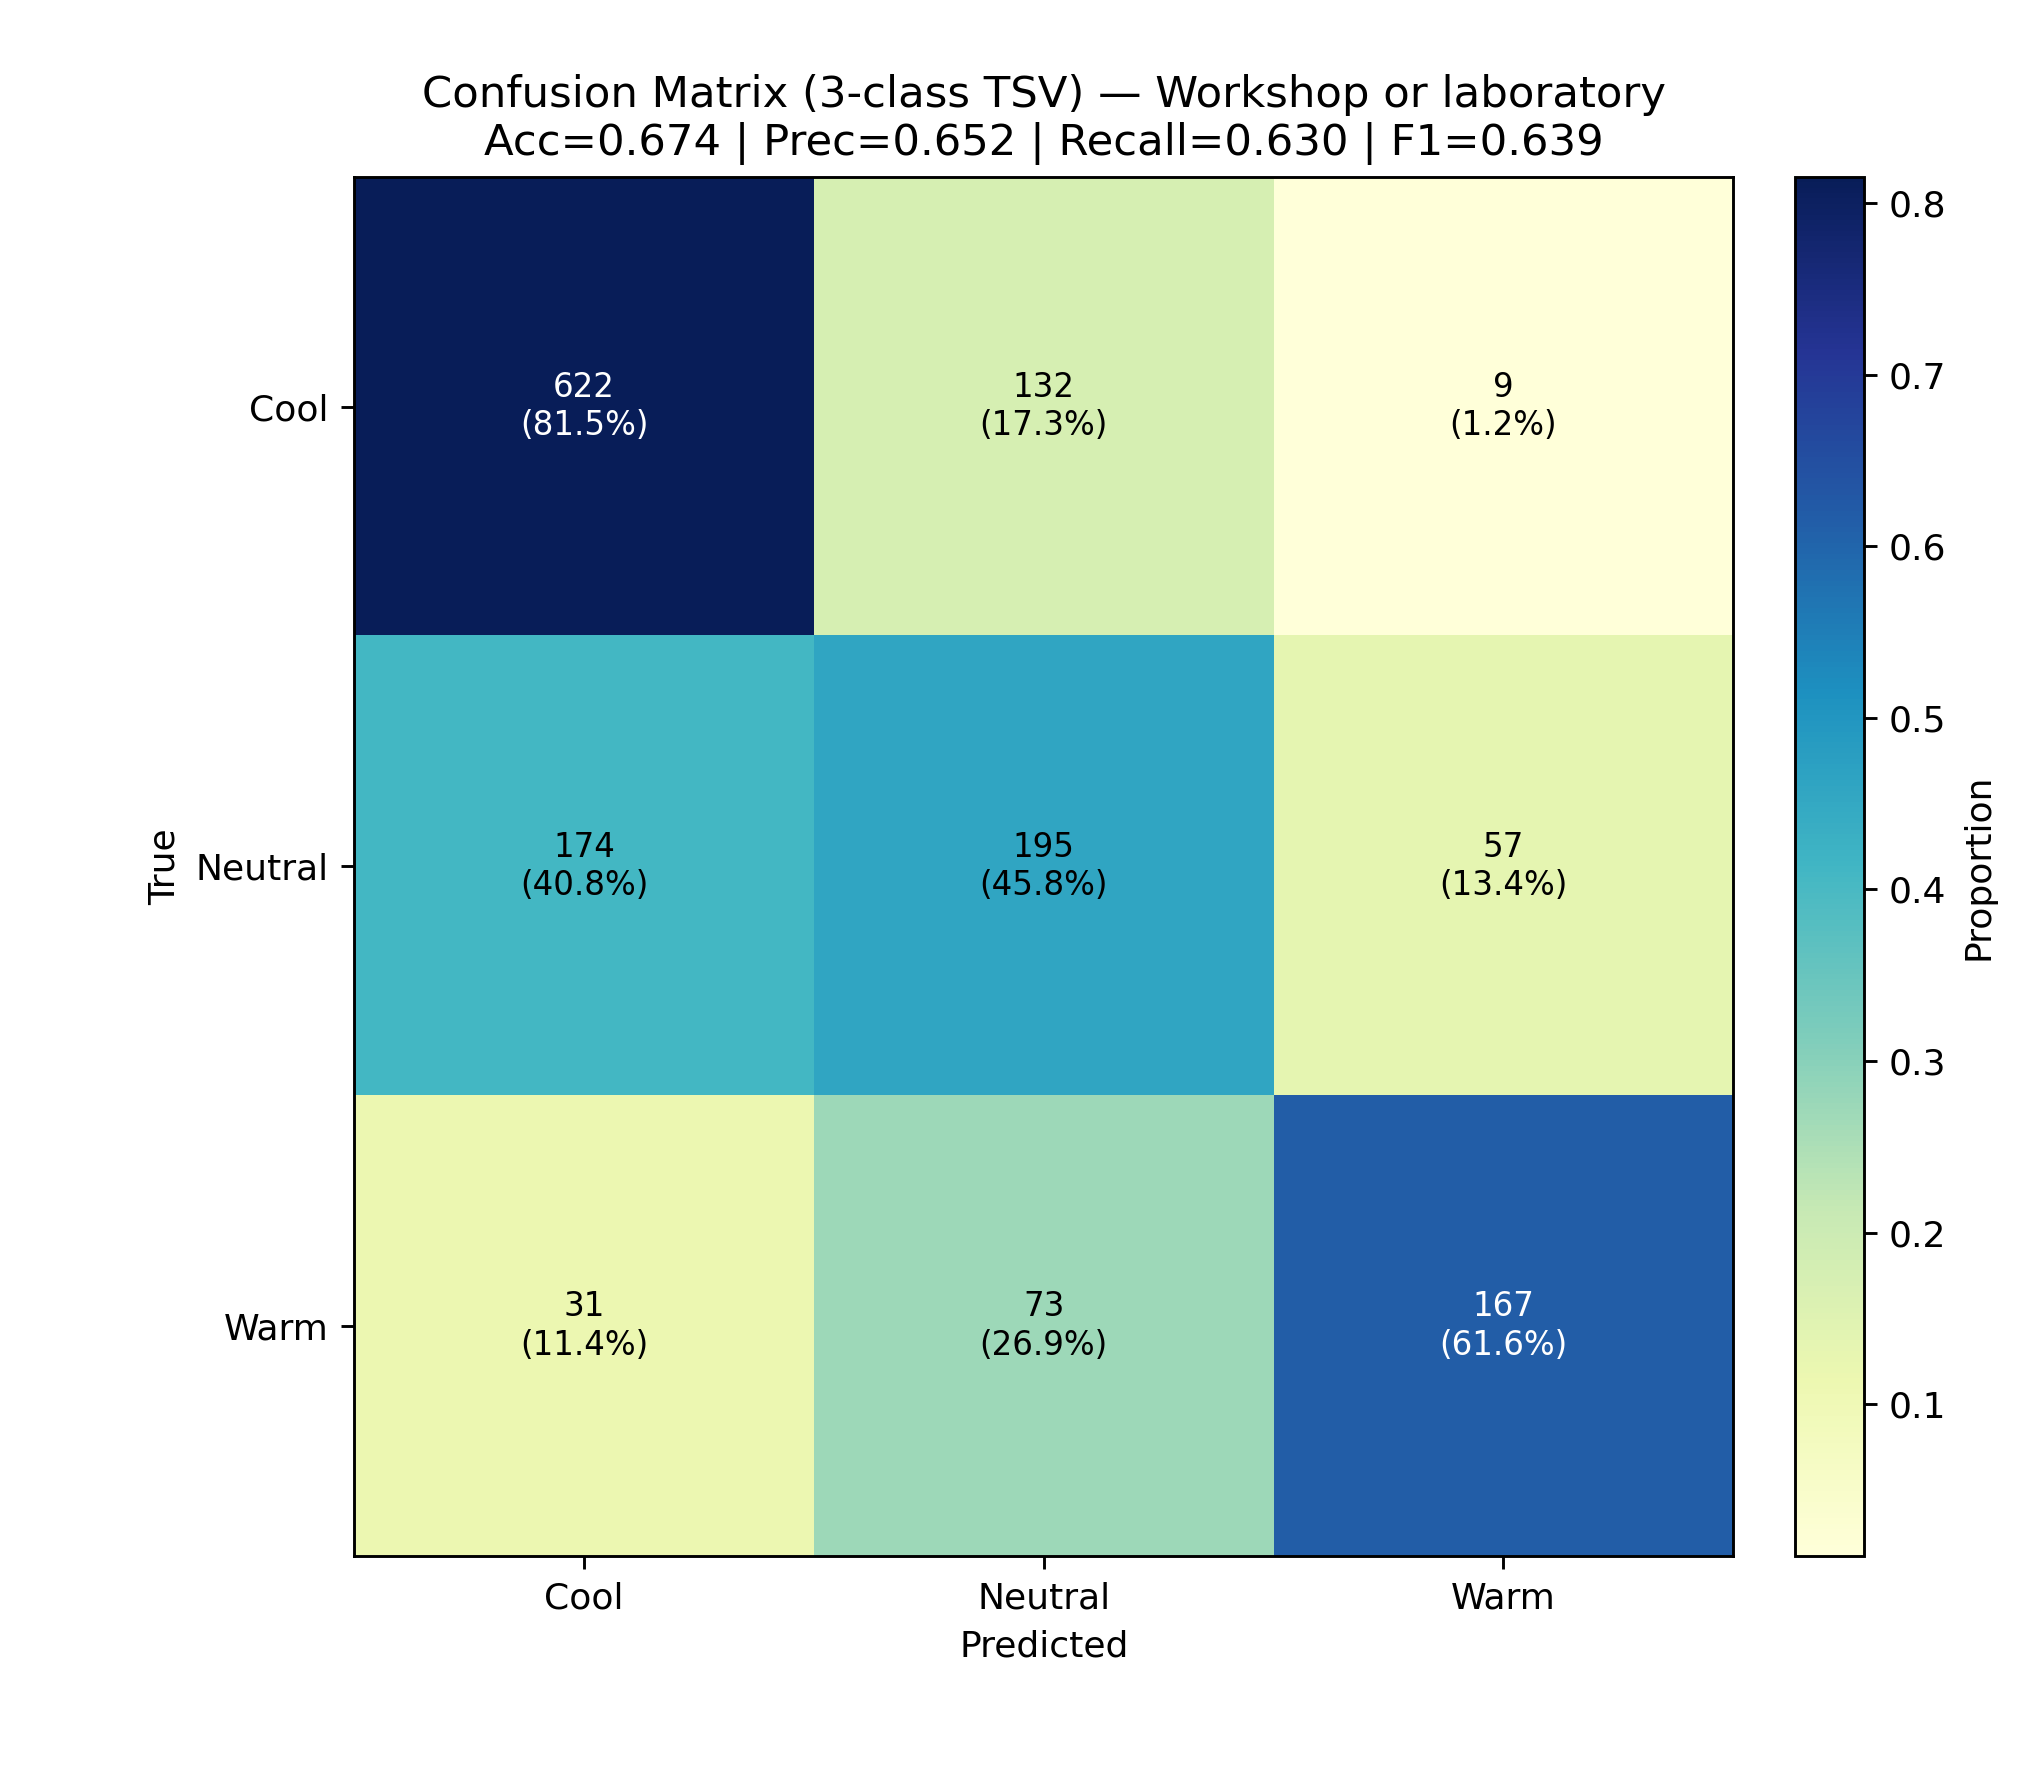 Confusion Matrix (3-class TSV) — Workshop or laboratory
Acc=0.674 | Prec=0.652 | Recall=0.630 | F1=0.639
True
Cool
622
(81.5%)
132
(17.3%)
9
(1.2%)
Neutral
174
(40.8%)
195
(45.8%)
57
(13.4%)
Warm
31
(11.4%)
73
(26.9%)
167
(61.6%)
Cool
Neutral
Warm
Predicted
0.8
0.7
0.6
0.5
0.4
0.3
0.2
0.1
Proportion